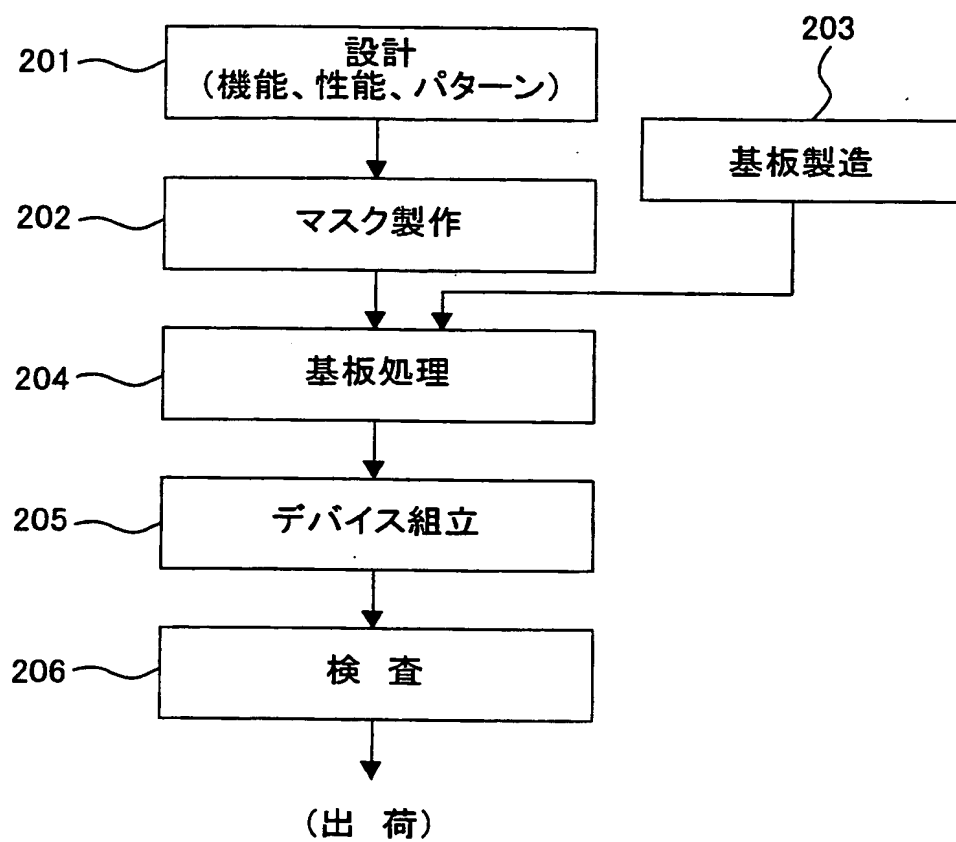 201
設計
(機能、性能、パターン)
203
基板製造
202
マスク製作
204
基板処理
205
デバイス組立
206
検 査
(出 荷)